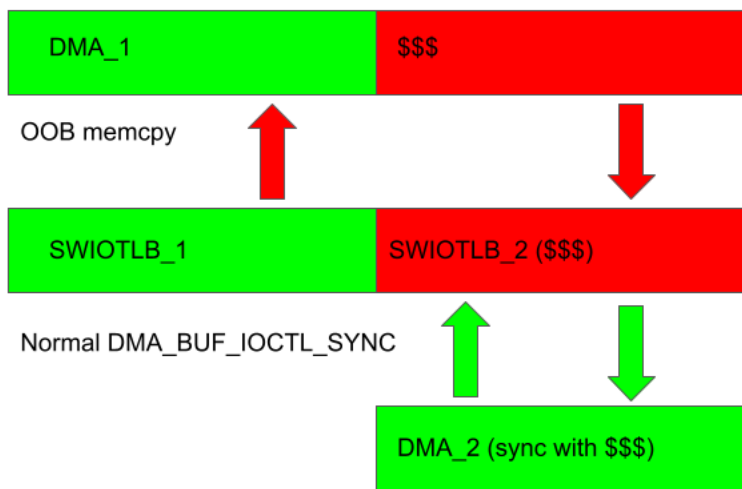 DMA_1
$$$
OOB memcpy
SWIOTLB_1
SWIOTLB_2 ($$$)
Normal DMA_BUF_IOCTL_SYNC
DMA_2 (sync with $$$)